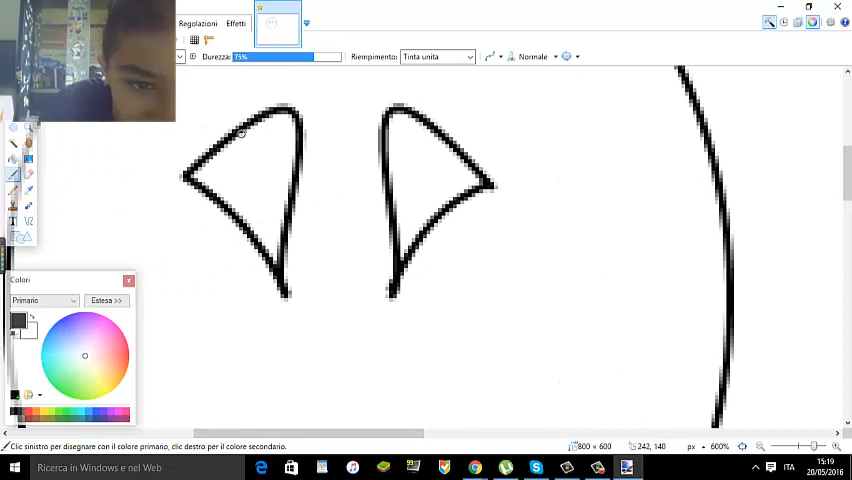 Regolazioni Effetti
Durezza: 75% Riempimento: Tinta unita Normale
Colori
Primario Estesa >>
Clic sinistro per disegnare con il colore primario, clic destro per il colore secondario. 800 × 600 242, 140 px 600%
Ricerca in Windows e nel Web 99 ITA 15:19
20/05/2016